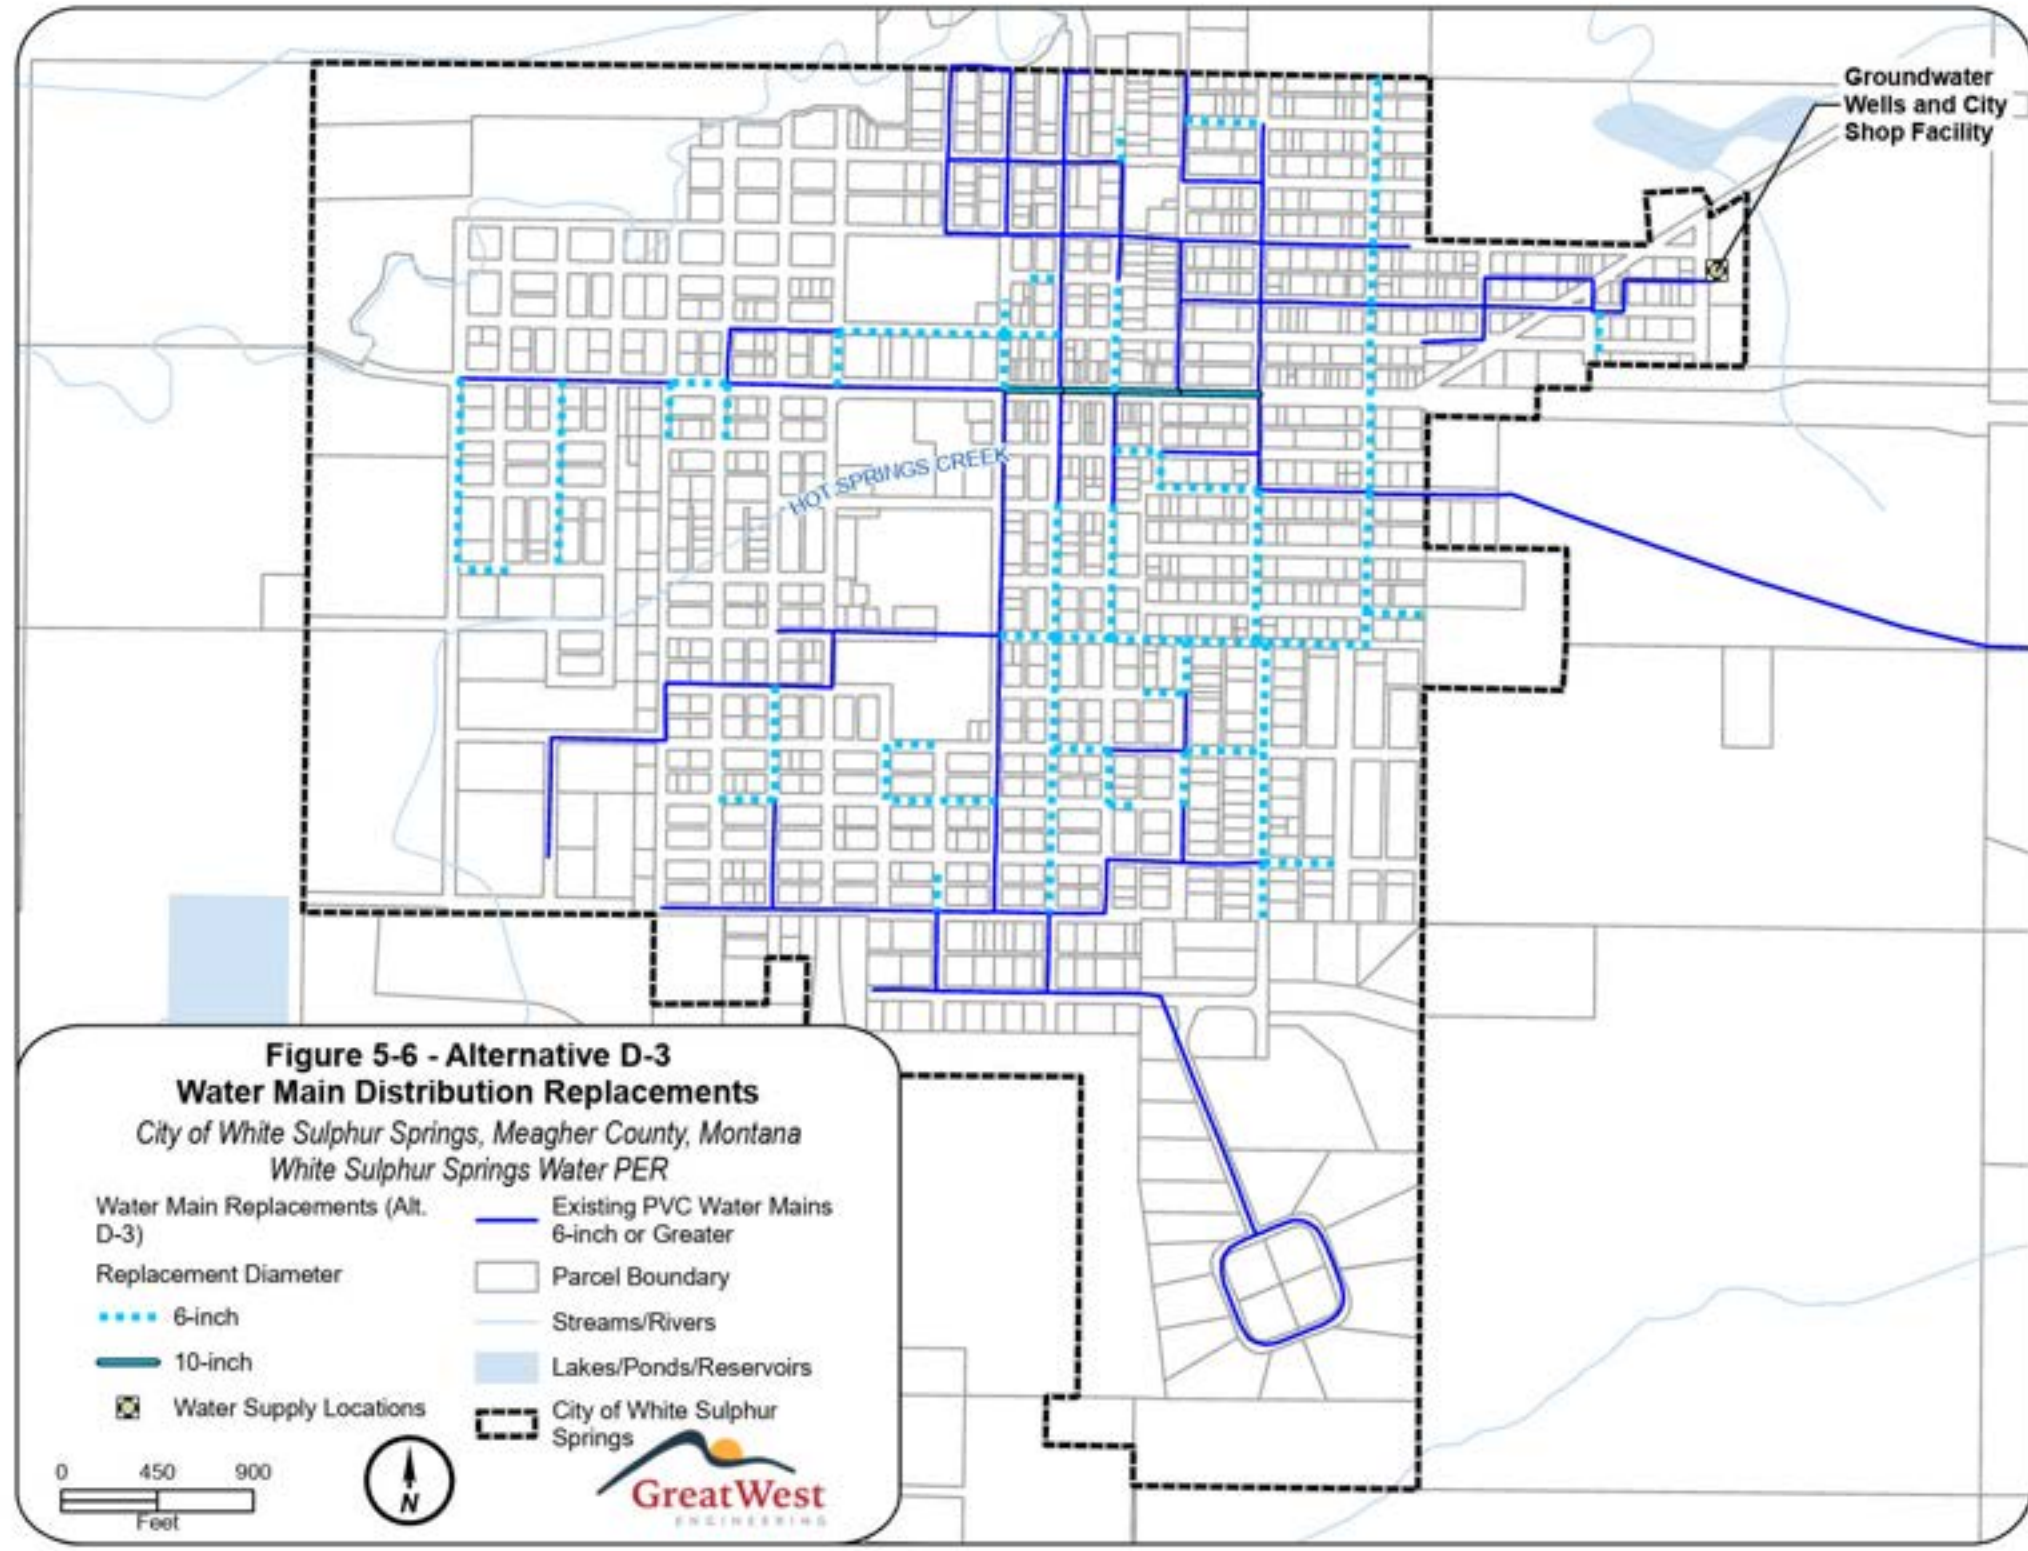 Groundwater
Wells and City
Shop Facility
HOT SPRINGS CREEK
Figure 5-6 - Alternative D-3
Water Main Distribution Replacements
City of White Sulphur Springs, Meagher County, Montana
White Sulphur Springs Water PER
Water Main Replacements (Alt.
D-3)
Replacement Diameter
6-inch
10-inch
Water Supply Locations
Existing PVC Water Mains
6-inch or Greater
Parcel Boundary
Streams/Rivers
Lakes/Ponds/Reservoirs
City of White Sulphur
Springs
0 450 900
Feet
N
Great West
ENGINEERING